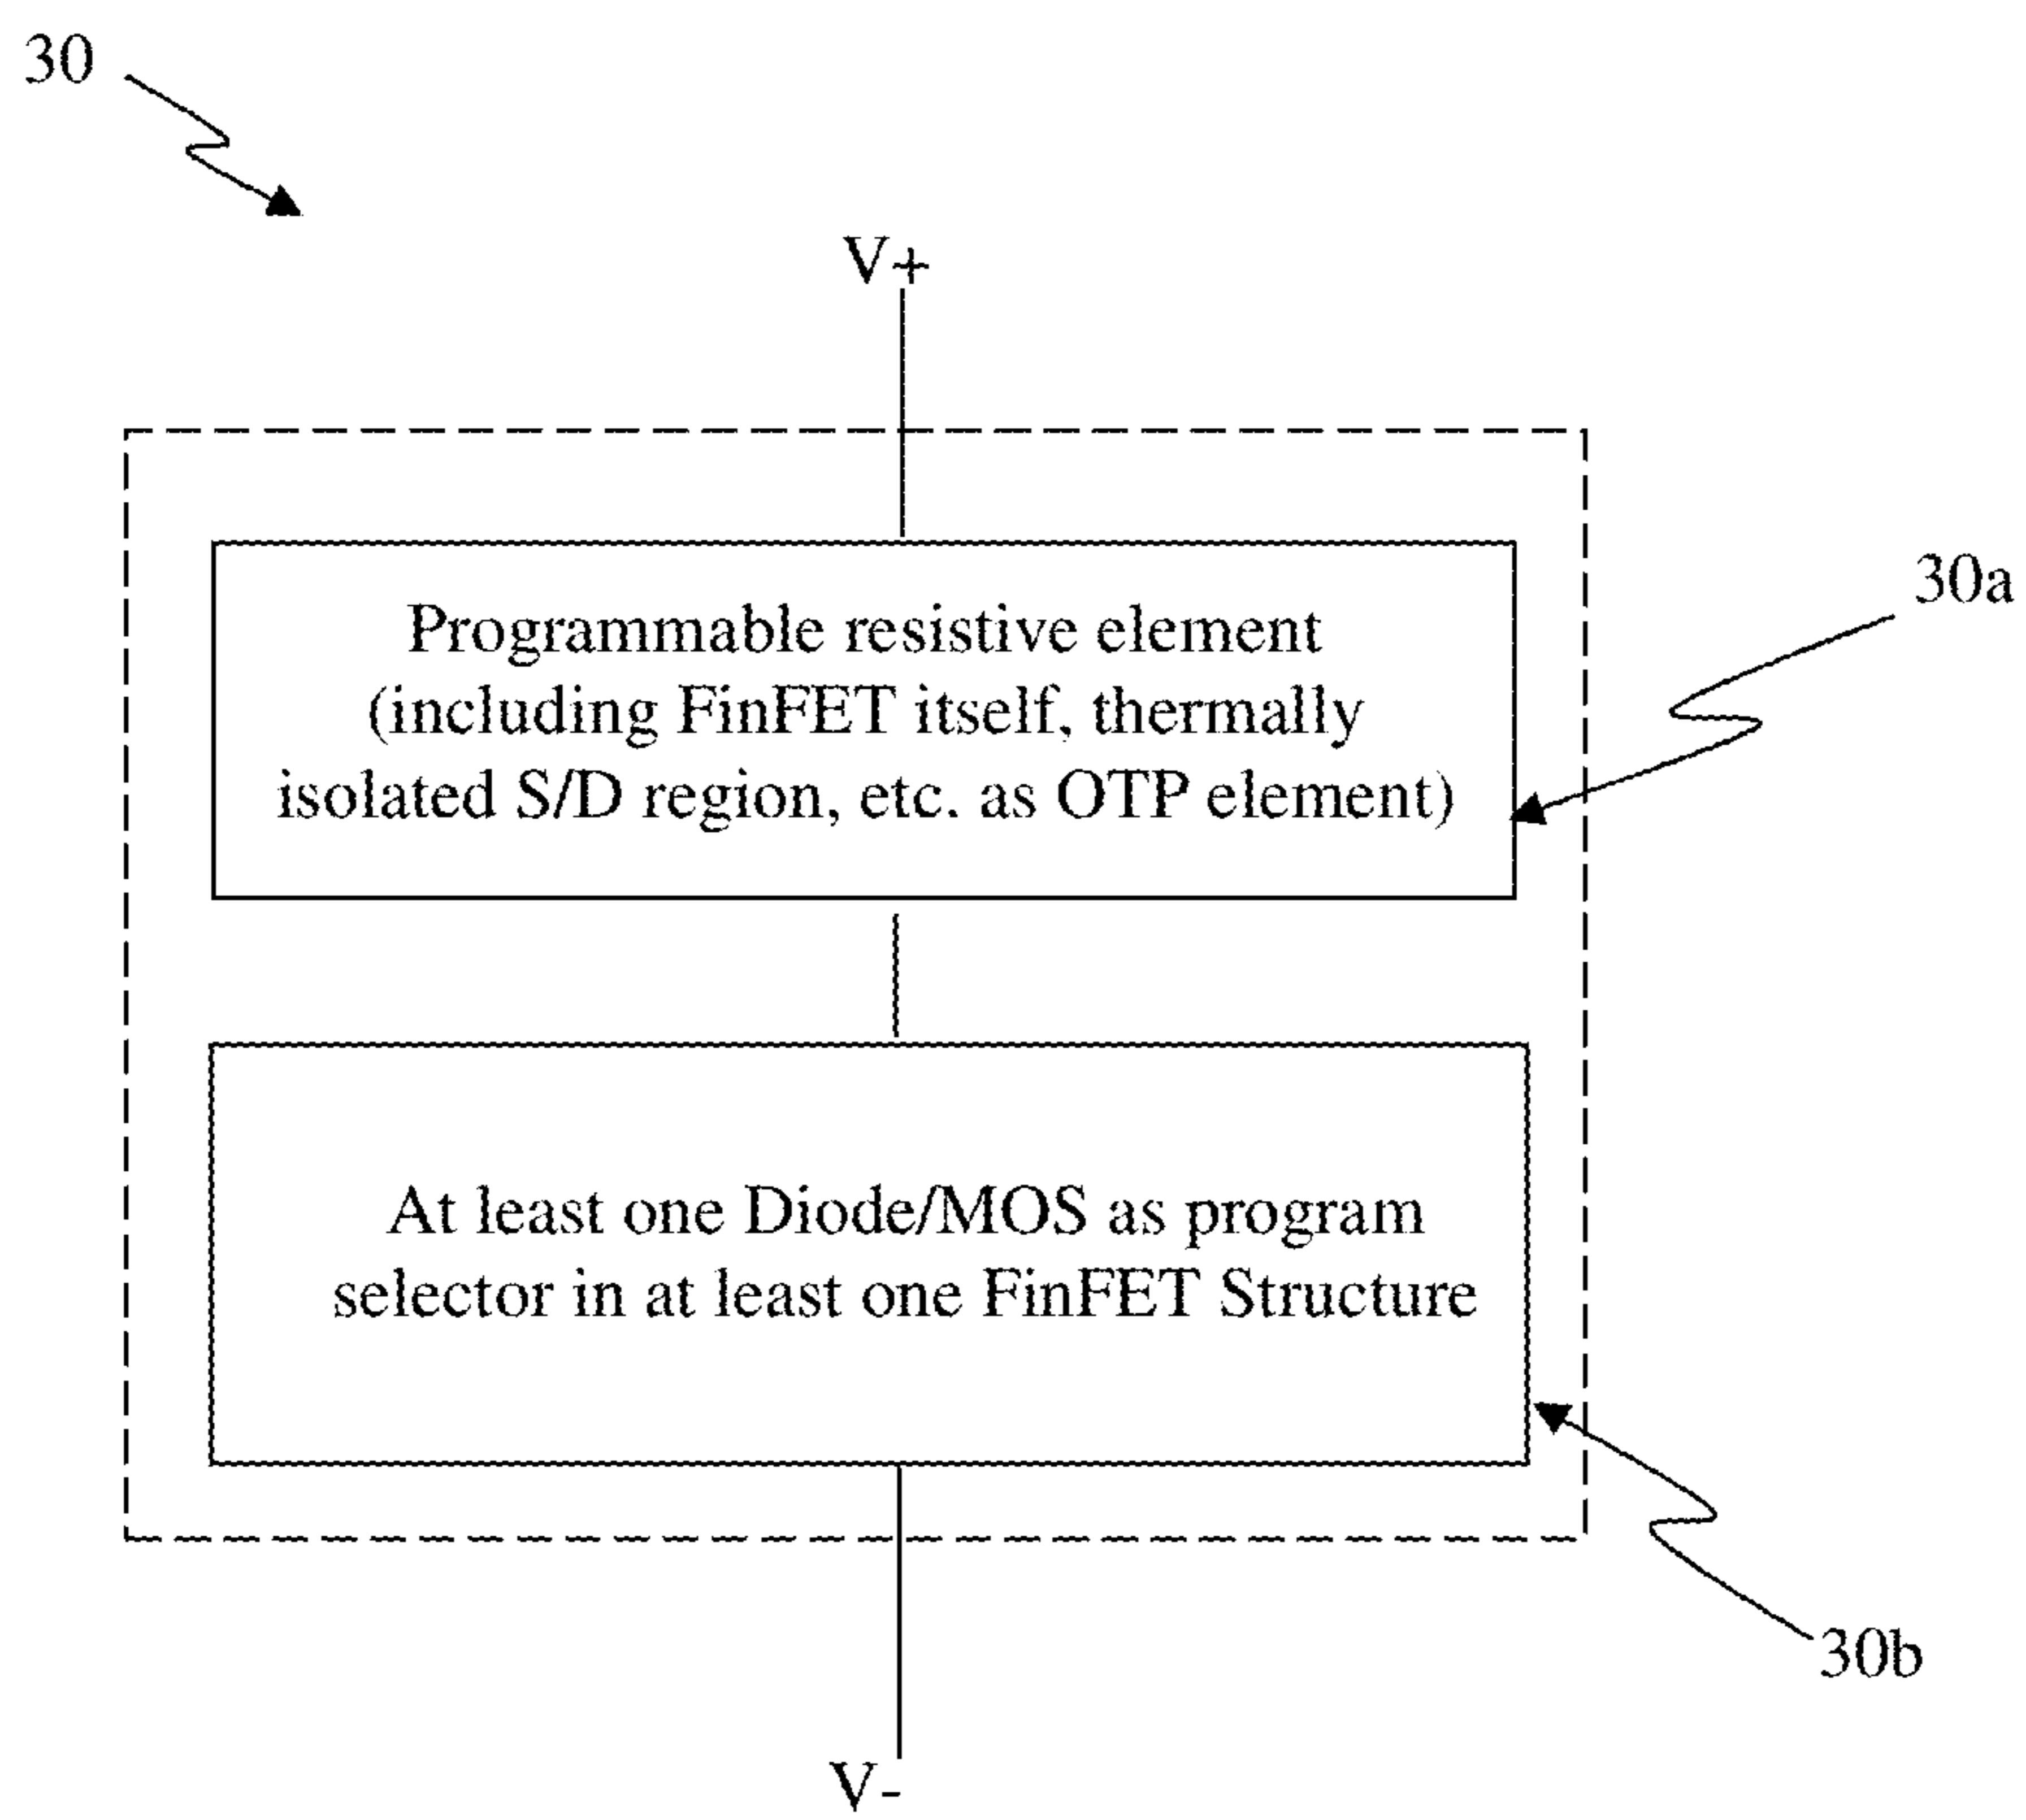 30
V+
30a
Programmable resistive element
(including FinFET itself, thermally
isolated S/D region, etc. as OTP element)
At least one Diode/MOS as program
selector in at least one FinFET Structure
30b
V-